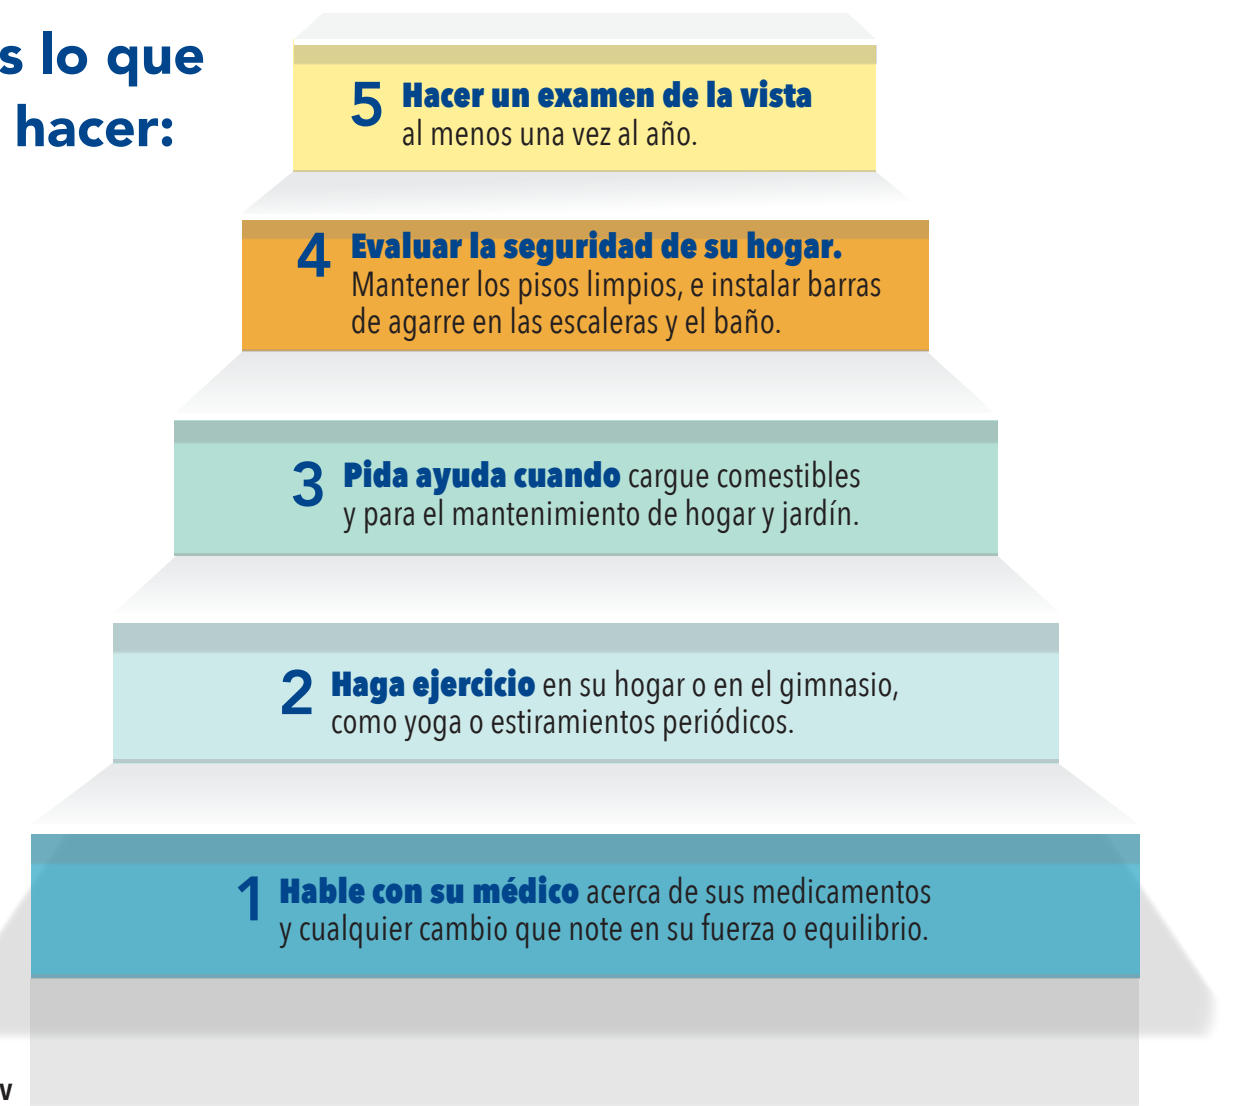 s lo que
hacer:
5 Hacer un examen de la vista
al menos una vez al año.
4 Evaluar la seguridad de su hogar.
Mantener los pisos limpios, e instalar barras
de agarre en las escaleras y el baño.
3 Pida ayuda cuando cargue comestibles
y para el mantenimiento de hogar y jardín.
2 Haga ejercicio en su hogar o en el gimnasio,
como yoga o estiramientos periódicos.
1 Hable con su médico acerca de sus medicamentos
y cualquier cambio que note en su fuerza o equilibrio.
V